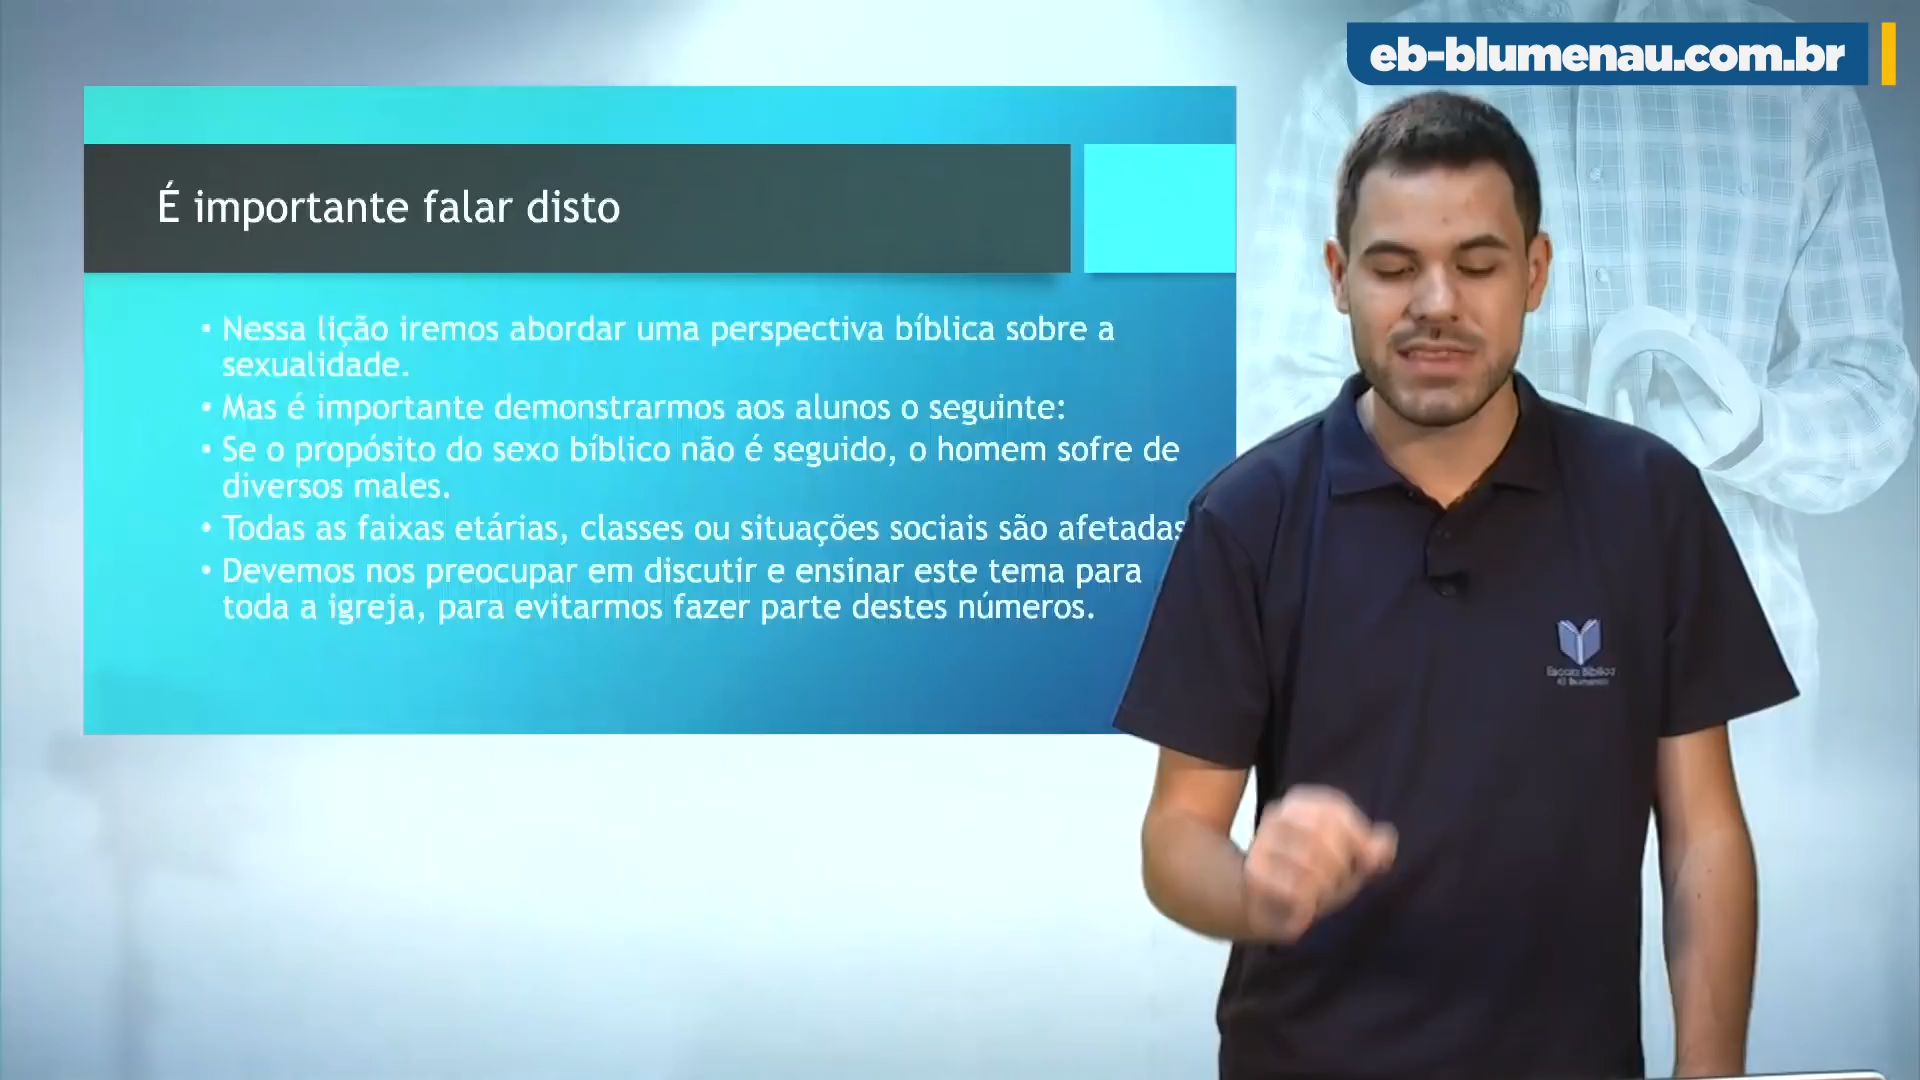 eb-blumenau.com.br
É importante falar disto
• Nessa lição iremos abordar uma perspectiva bíblica sobre a
sexualidade.
• Mas é importante demonstrarmos aos alunos o seguinte:
• Se o propósito do sexo bíblico não é seguido, o homem sofre de
diversos males.
• Todas as faixas etárias, classes ou situações sociais são afetadas
• Devemos nos preocupar em discutir e ensinar este tema para
toda a igreja, para evitarmos fazer parte destes números.
Escola Bíblica